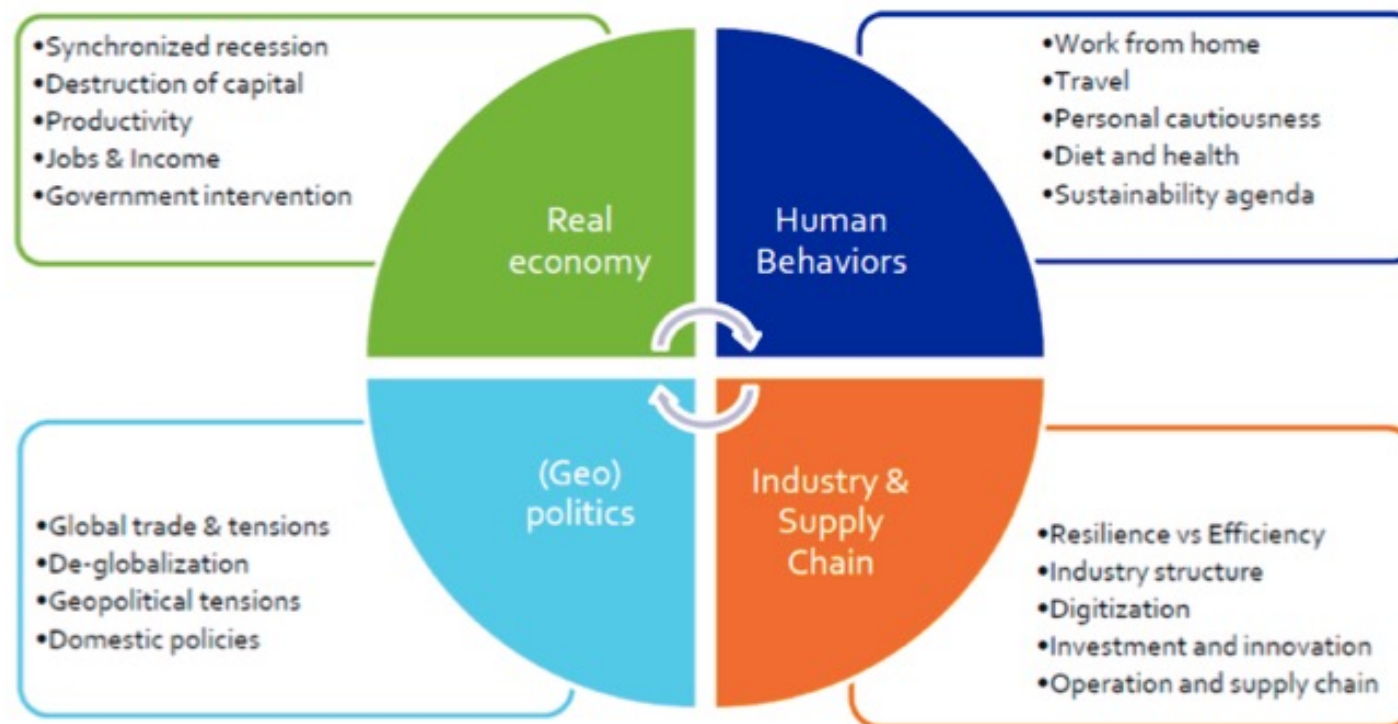 •Synchronized recession
•Destruction of capital
•Productivity
•Jobs & Income
•Government intervention
Real
economy
•Work from home
•Travel
•Personal cautiousness
•Diet and health
•Sustainability agenda
Human
Behaviors
•Global trade & tensions
•De-globalization
•Geopolitical tensions
•Domestic policies
(Geo)
politics
Industry &
Supply
Chain
•Resilience vs Efficiency
•Industry structure
•Digitization
•Investment and innovation
•Operation and supply chain